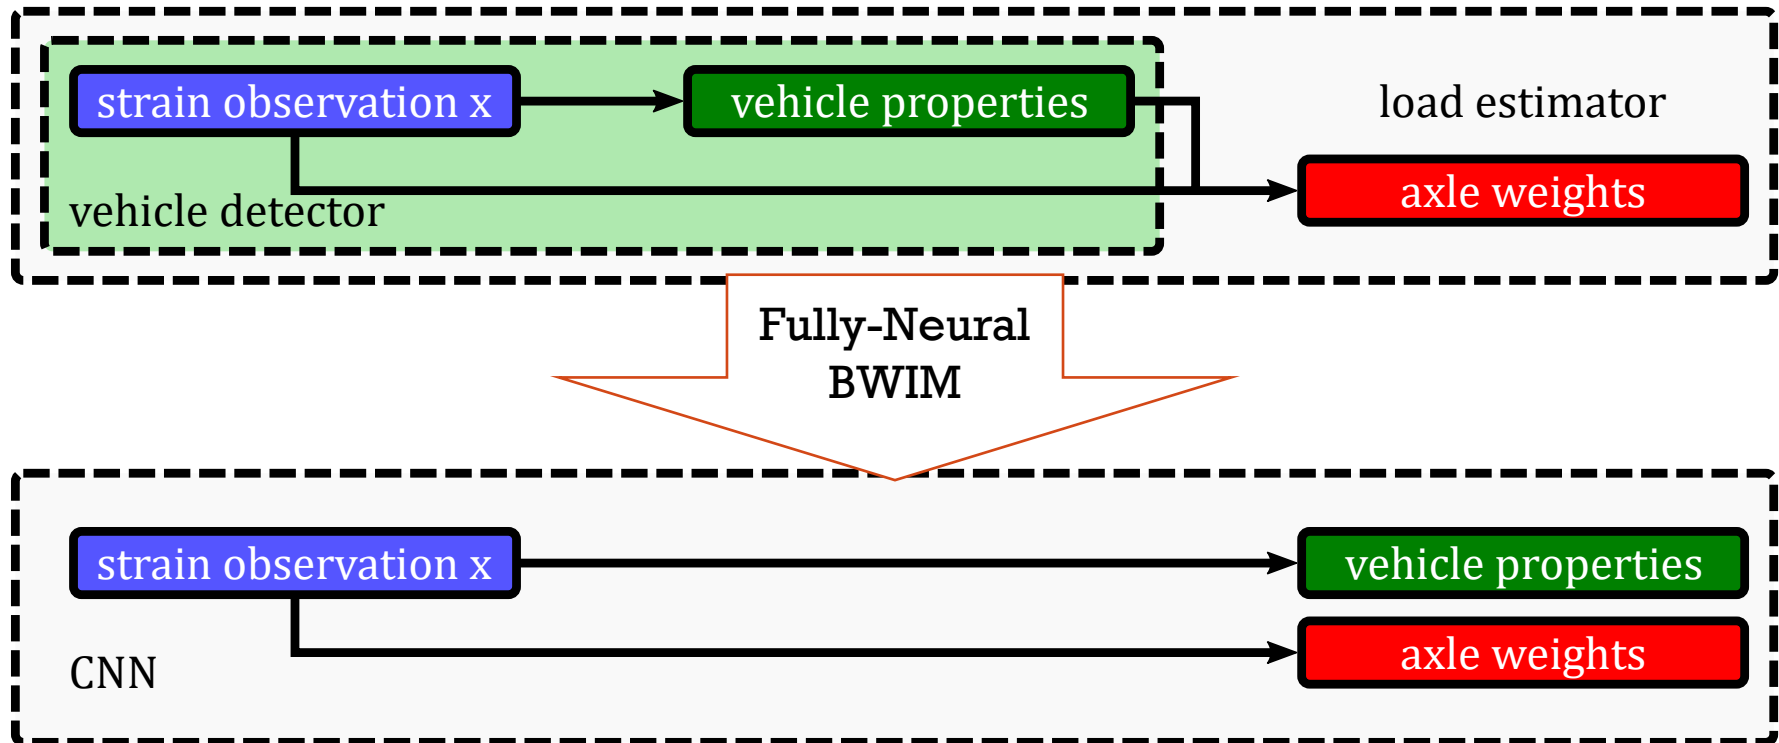 strain observation x
vehicle properties
load estimator
axle weights
vehicle detector
Fully-Neural
BWIM
strain observation x
vehicle properties
axle weights
CNN